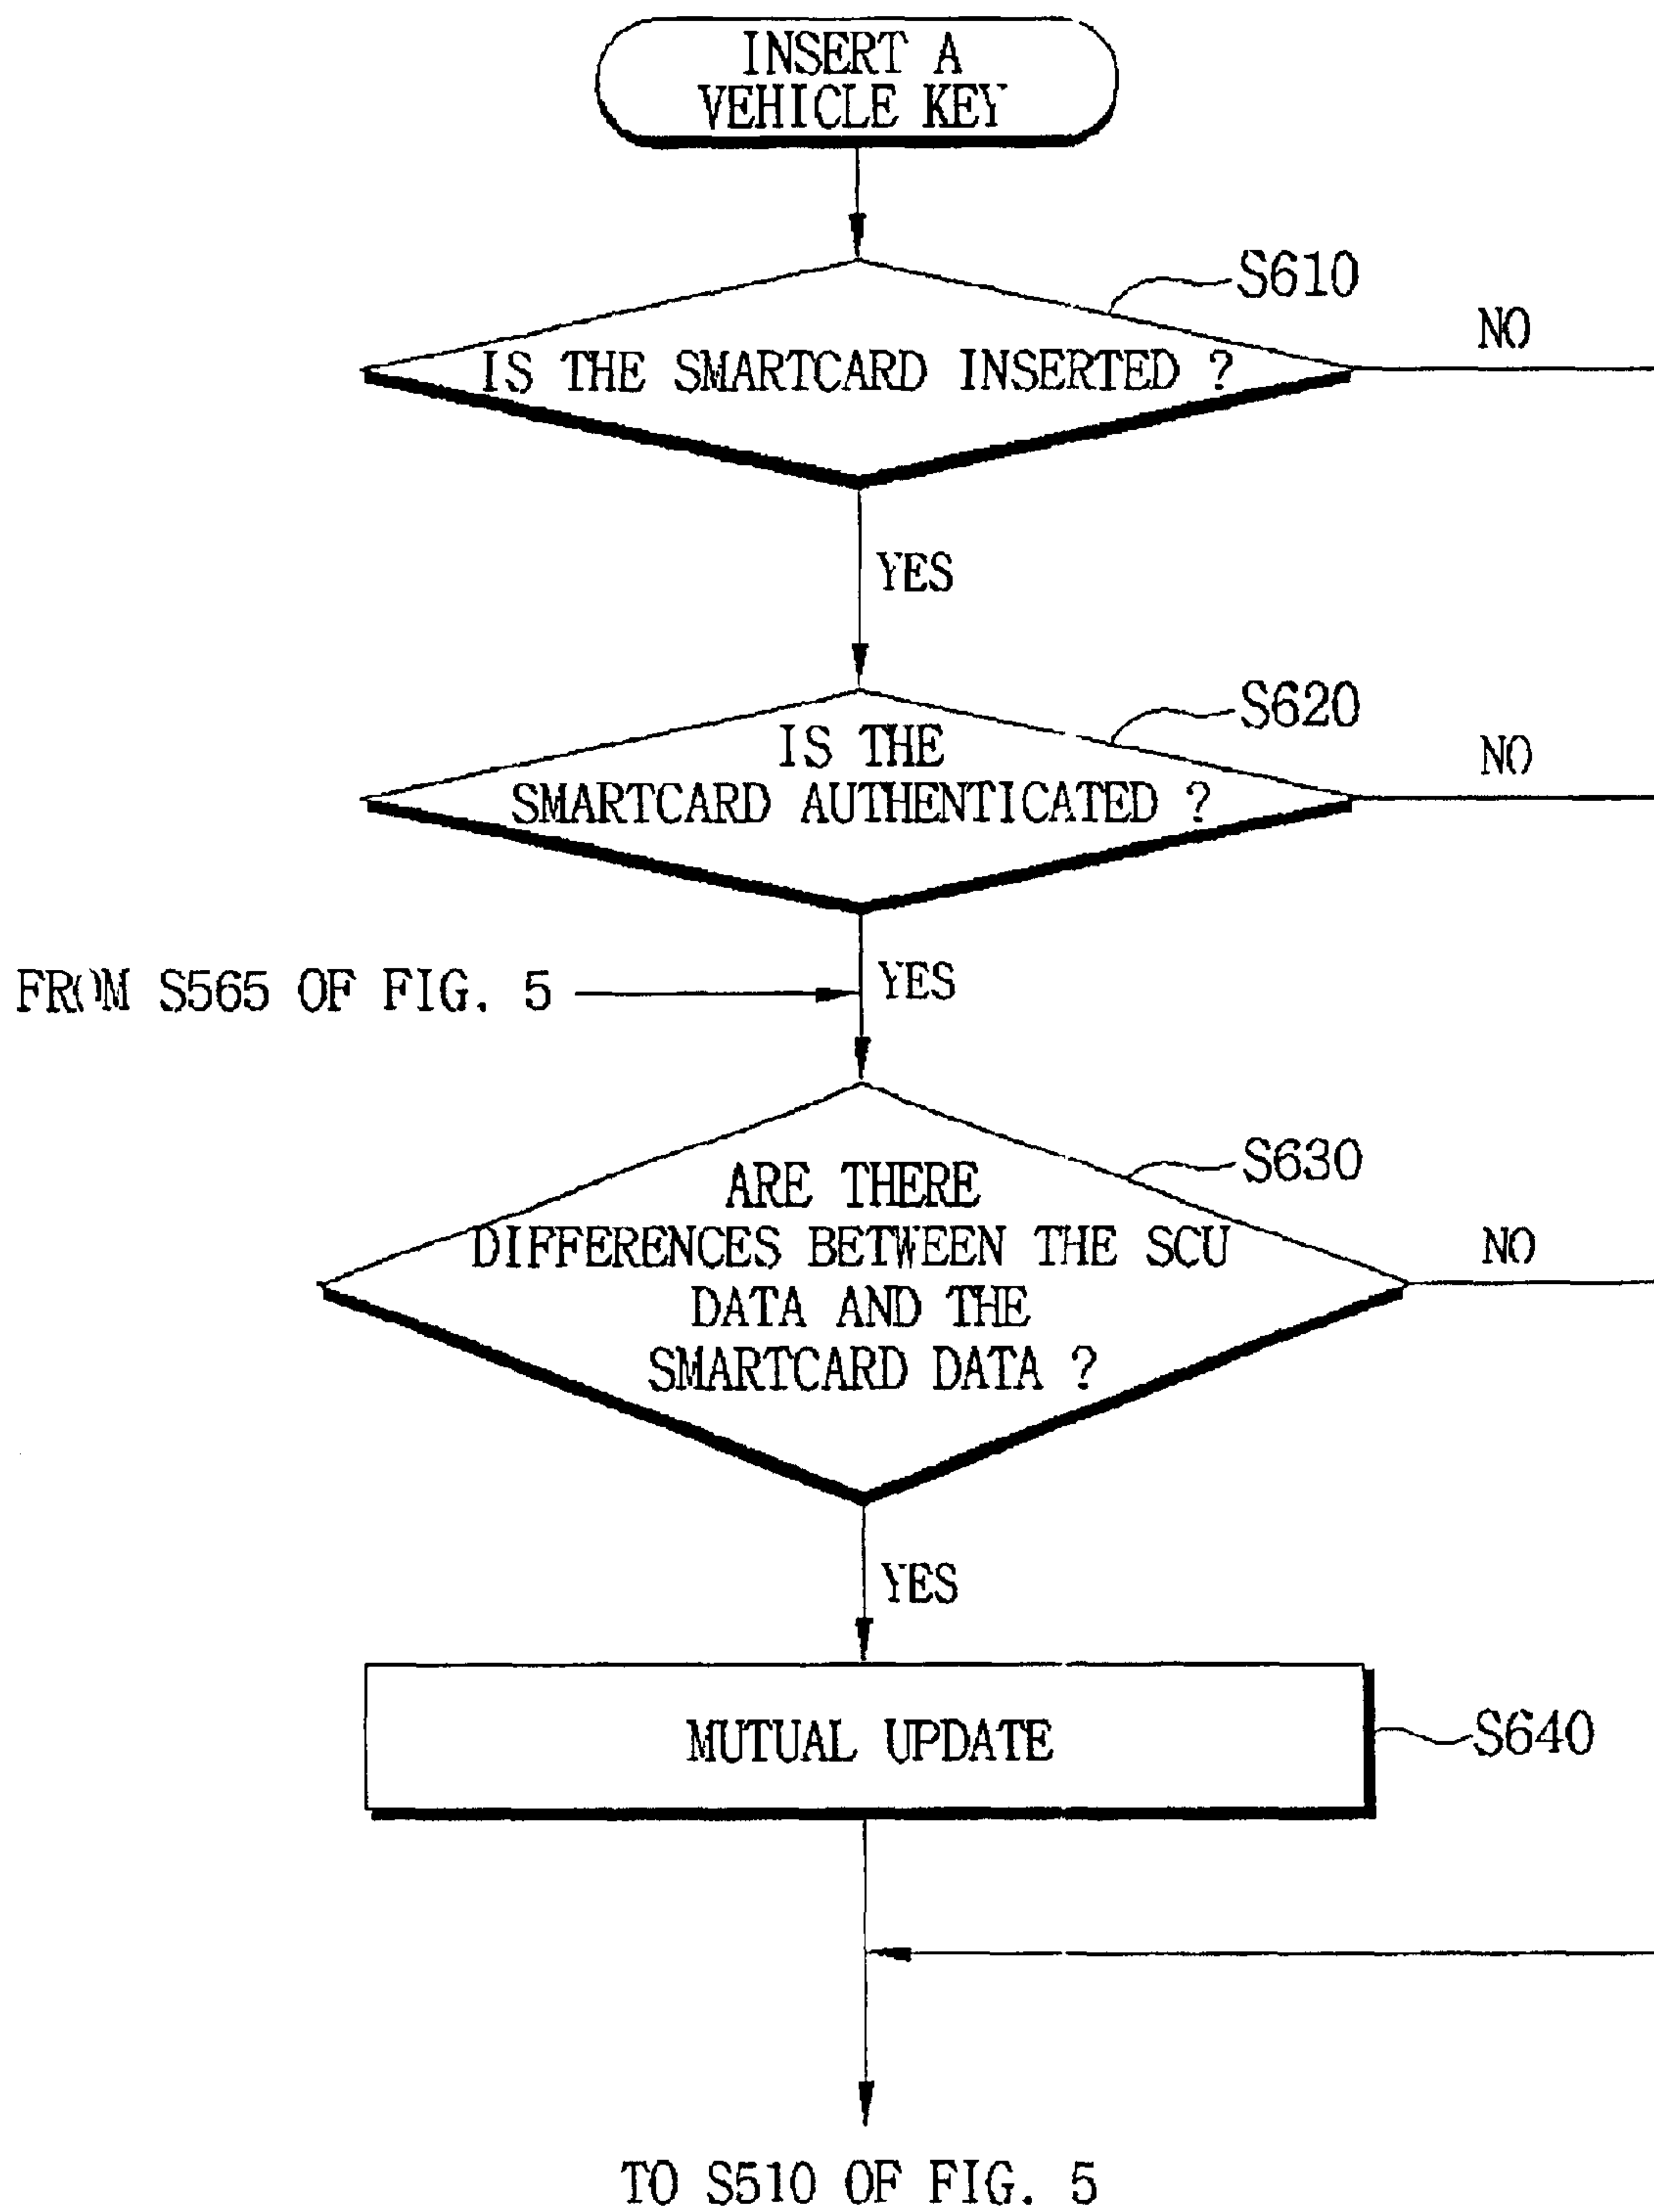 INSERT A
VEHICLE KEY
S610
NO
IS THE SMARTCARD INSERTED ?
YES
S620
IS THE
NO
SMARTCARD AUTHENTICATED ?
FROM S565 OF FIG. 5
YES
S630
ARE THERE
DIFFERENCES BETWEEN THE SCU
NO
DATA AND THE
SMARTCARD DATA ?
YES
MUTUAL UPDATE
S640
TO S510 OF FIG. 5